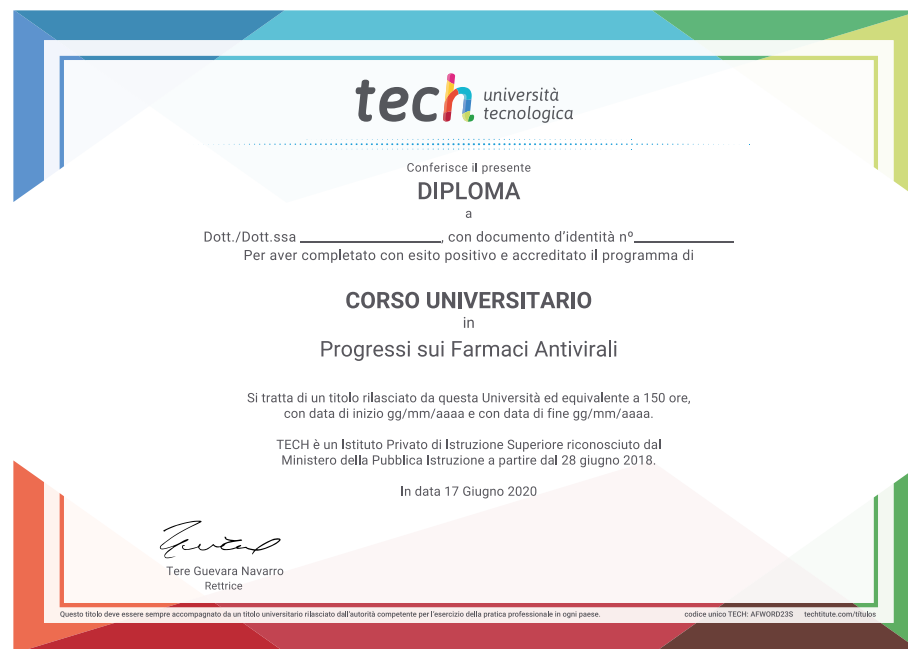 tech università
tecnologica
Conferisce il presente
DIPLOMA
a
Dott./Dott.ssa ____________________, con documento d'identità nº______________
Per aver completato con esito positivo e accreditato il programma di
CORSO UNIVERSITARIO
in
Progressi sui Farmaci Antivirali
Si tratta di un titolo rilasciato da questa Università ed equivalente a 150 ore,
con data di inizio gg/mm/aaaa e con data di fine gg/mm/aaaa.
TECH è un Istituto Privato di Istruzione Superiore riconosciuto dal
Ministero della Pubblica Istruzione a partire dal 28 giugno 2018.
In data 17 Giugno 2020
Tere Guevara Navarro
Rettrice
Questo titolo deve essere sempre accompagnato da un titolo universitario rilasciato dall'autorità competente per l'esercizio della pratica professionale in ogni paese. codice unico TECH: AFWORD23S techtitute.com/titulos